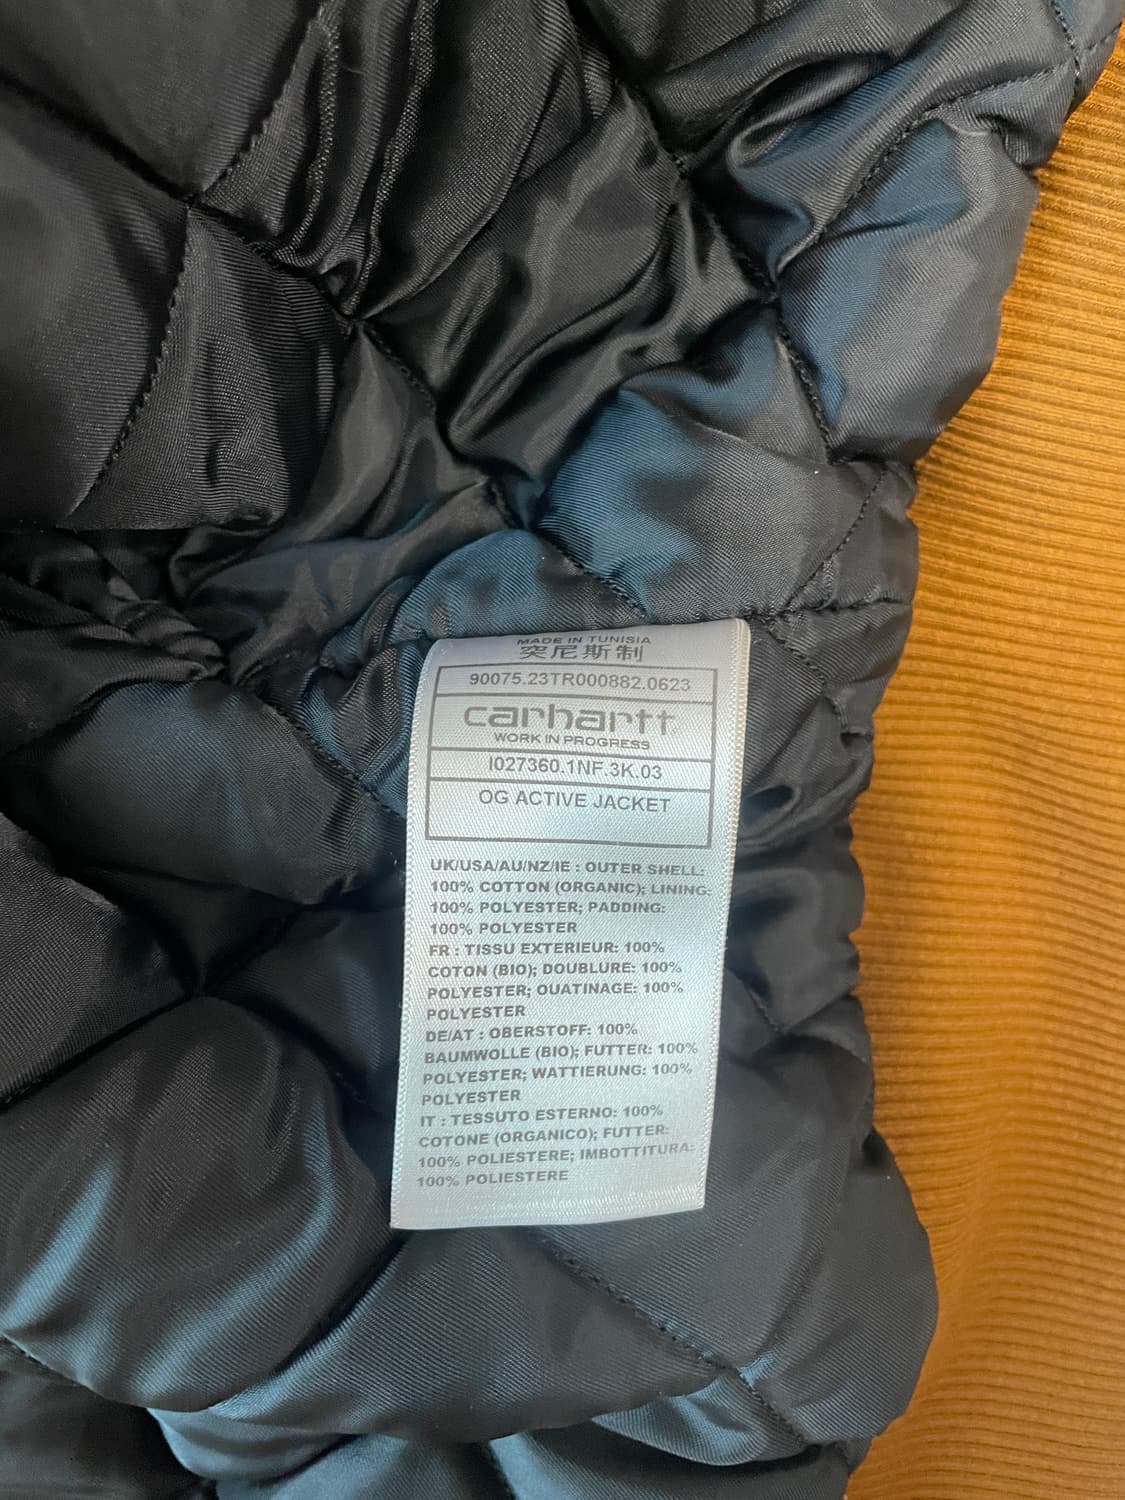 MADE IN TUNISIA
突尼斯制
90075.23TR000882.0623
carhartt
WORK IN PROGRESS
I027360.1NF.3K.03
OG ACTIVE JACKET
UK/USA/AU/NZ/IE : OUTER SHELL:
100% COTTON (ORGANIC); LINING:
100% POLYESTER; PADDING:
100% POLYESTER
FR : TISSU EXTERIEUR: 100%
COTON (BIO); DOUBLURE: 100%
POLYESTER; OUATINAGE: 100%
POLYESTER
DE/AT : OBERSTOFF: 100%
BAUMWOLLE (BIO); FUTTER: 100%
POLYESTER; WATTIERUNG: 100%
POLYESTER
IT : TESSUTO ESTERNO: 100%
COTONE (ORGANICO); FUTTER:
100% POLIESTERE; IMBOTTITURA:
100% POLIESTERE